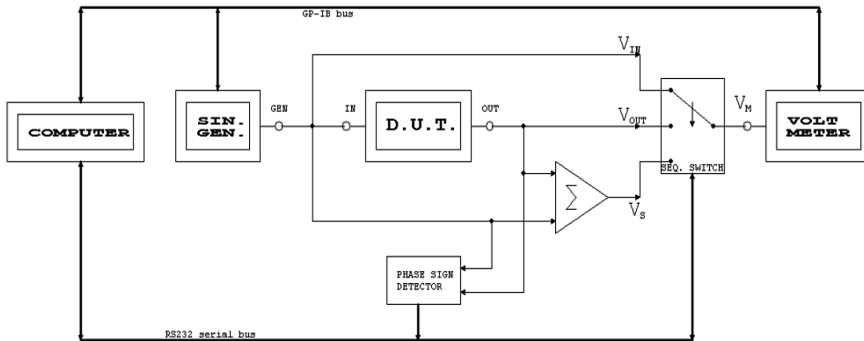 GP-IB bus
V_IN
GEN
IN
OUT
V_M
COMPUTER
SIN.
GEN.
D.U.T.
V_OUT
VOLT
METER
SEQ. SWITCH
Σ
V_S
PHASE SIGN
DETECTOR
RS232 serial bus